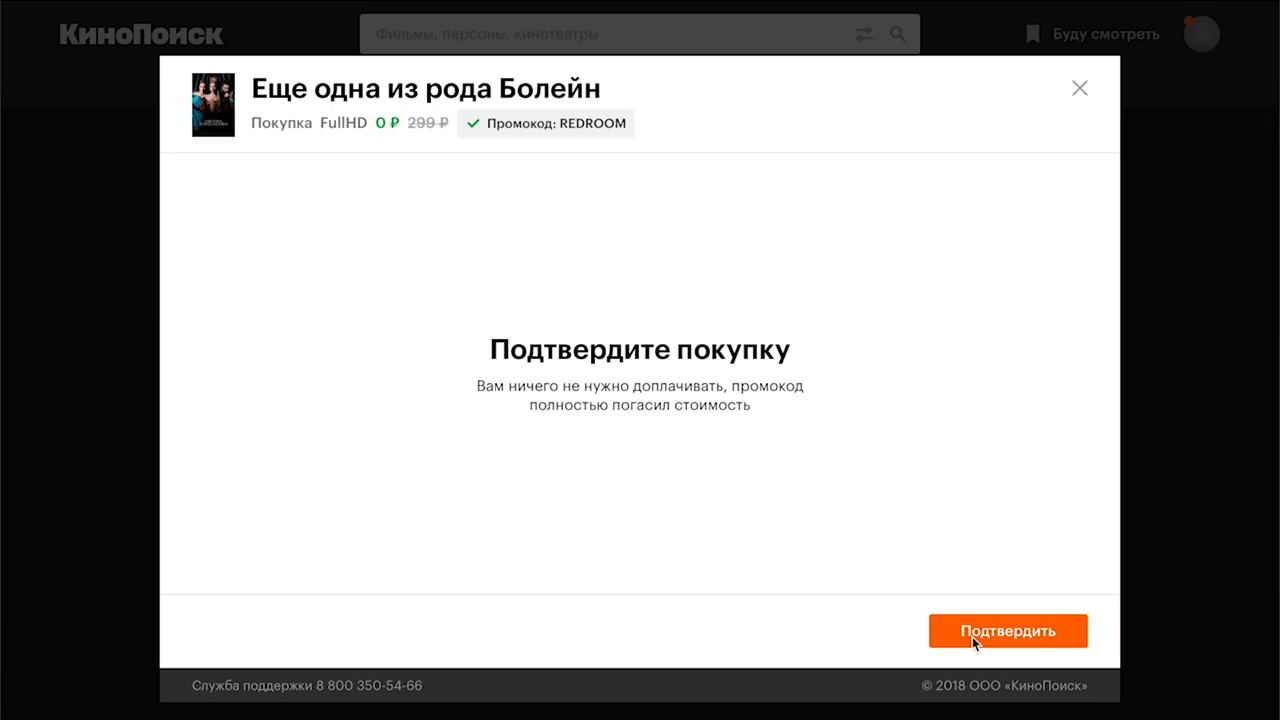 КиноПоиск
Фильмы, персоны, кинотеатры
Буду смотреть
Еще одна из рода Болейн
Покупка FullHD 0 ₽ 299 ₽ Промокод: REDROOM
Подтвердите покупку
Вам ничего не нужно доплачивать, промокод
полностью погасил стоимость
Подтвердить
Служба поддержки 8 800 350-54-66
© 2018 ООО «КиноПоиск»